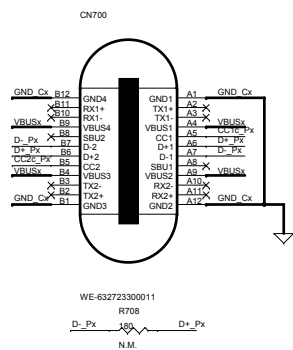 CN700
GND_Cx B12 GND4 GND1 A1 GND_Cx
B11 RX1+ TX1+ A2
B10 RX1- TX1- A3
VBUSx B9 VBUS4 VBUS1 A4 VBUSx
B8 SBU2 CC1 A5 CC1c_Px
D-_Px B7 D-2 D+1 A6 D+_Px
D+_Px B6 D+2 D-1 A7 D-_Px
CC2c_Px B5 CC2 SBU1 A8
VBUSx B4 VBUS3 VBUS2 A9 VBUSx
B3 TX2- RX2- A10
B2 TX2+ RX2+ A11
GND_Cx B1 GND3 GND2 A12 GND_Cx
WE-632723300011
R708
D-_Px 180 D+_Px
N.M.